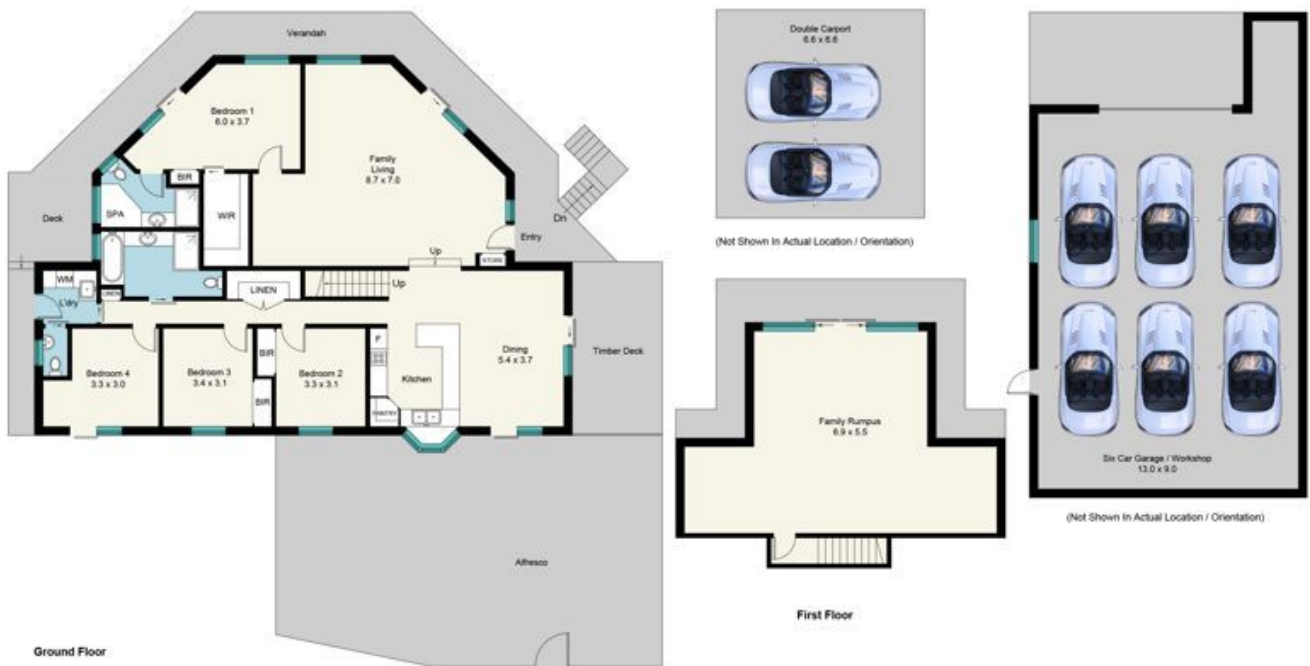 Verandah
Bedroom 1
6.0 x 3.7
Family
Living
8.7 x 7.0
BIR
WIR
SPA
Deck
Dn
Entry
STORE
Up
WM
L'dry
LINEN
LINEN
Up
Bedroom 4
3.3 x 3.0
Bedroom 3
3.4 x 3.1
BIR
BIR
Bedroom 2
3.3 x 3.1
F
Kitchen
PANTRY
Dining
5.4 x 3.7
Timber Deck
Alfresco
Ground Floor
Double Carport
6.6 x 6.6
(Not Shown In Actual Location / Orientation)
Family Rumpus
6.9 x 5.5
First Floor
Six Car Garage / Workshop
13.0 x 9.0
(Not Shown In Actual Location / Orientation)